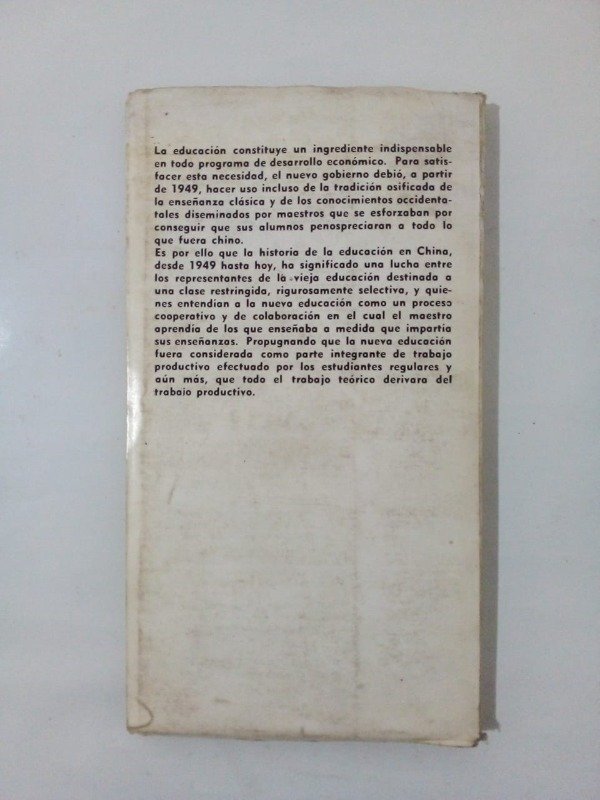 La educación constituye un ingrediente indispensable
en todo programa de desarrollo económico. Para satis-
facer esta necesidad, el nuevo gobierno debió, a partir
de 1949, hacer uso incluso de la tradición osificada de
la enseñanza clásica y de los conocimientos occidenta-
tales diseminados por maestros que se esforzaban por
conseguir que sus alumnos penospreciaran a todo lo
que fuera chino.
Es por ello que la historia de la educación en China,
desde 1949 hasta hoy, ha significado una lucha entre
los representantes de la vieja educación destinada a
una clase restringida, rigurosamente selectiva, y quie-
nes entendían a la nueva educación como un proceso
cooperativo y de colaboración en el cual el maestro
aprendía de los que enseñaba a medida que impartía
sus enseñanzas. Propugnando que la nueva educación
fuera considerada como parte integrante de trabajo
productivo efectuado por los estudiantes regulares y
aún más, que todo el trabajo teórico derivara del
trabajo productivo.